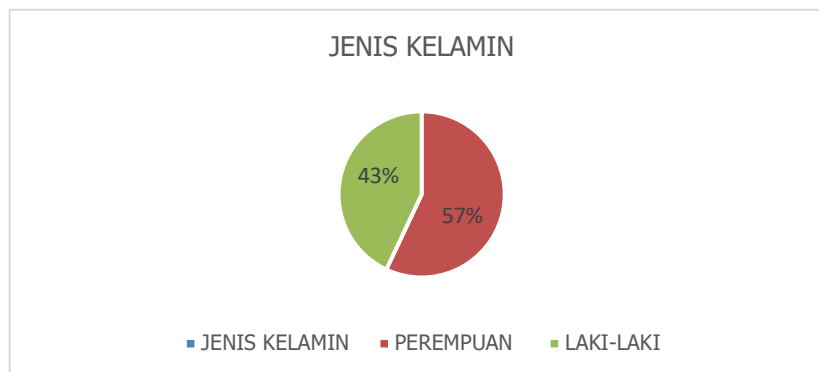 JENIS KELAMIN
43%
57%
JENIS KELAMIN PEREMPUAN LAKI-LAKI